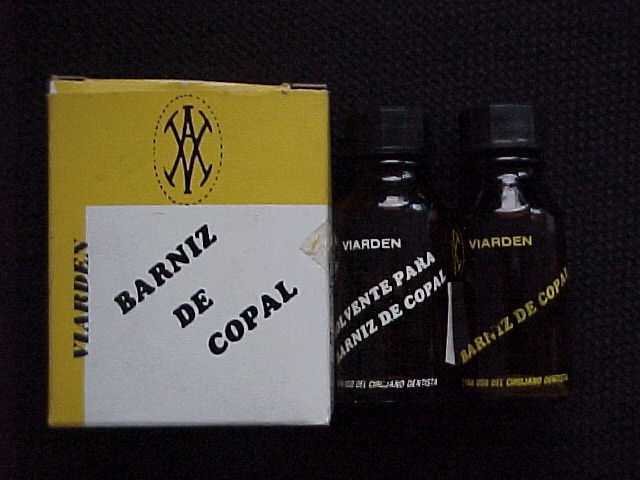 VIARDEN
BARNIZ
DE
COPAL
VIARDEN
SOLVENTE PARA
BARNIZ DE COPAL
PARA USO DEL CIRUJANO DENTISTA
VIARDEN
BARNIZ DE COPAL
PARA USO DEL CIRUJANO DENTISTA